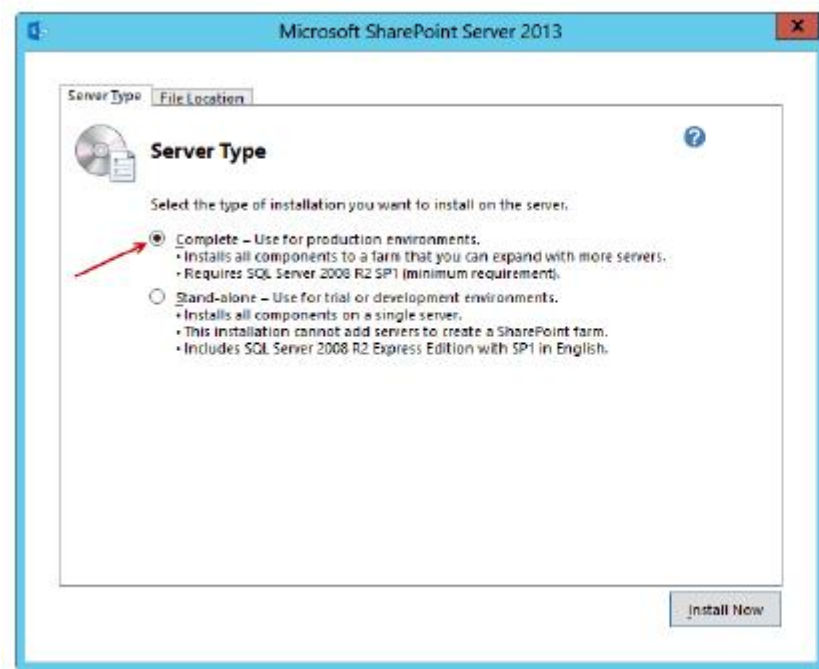 Microsoft SharePoint Server 2013
Server Type
File Location
Server Type
Select the type of installation you want to install on the server.
Complete – Use for production environments.
• Installs all components to a farm that you can expand with more servers.
• Requires SQL Server 2008 R2 SP1 (minimum requirement).
Stand-alone – Use for trial or development environments.
• Installs all components on a single server.
• This installation cannot add servers to create a SharePoint farm.
• Includes SQL Server 2008 R2 Express Edition with SP1 in English.
Install Now